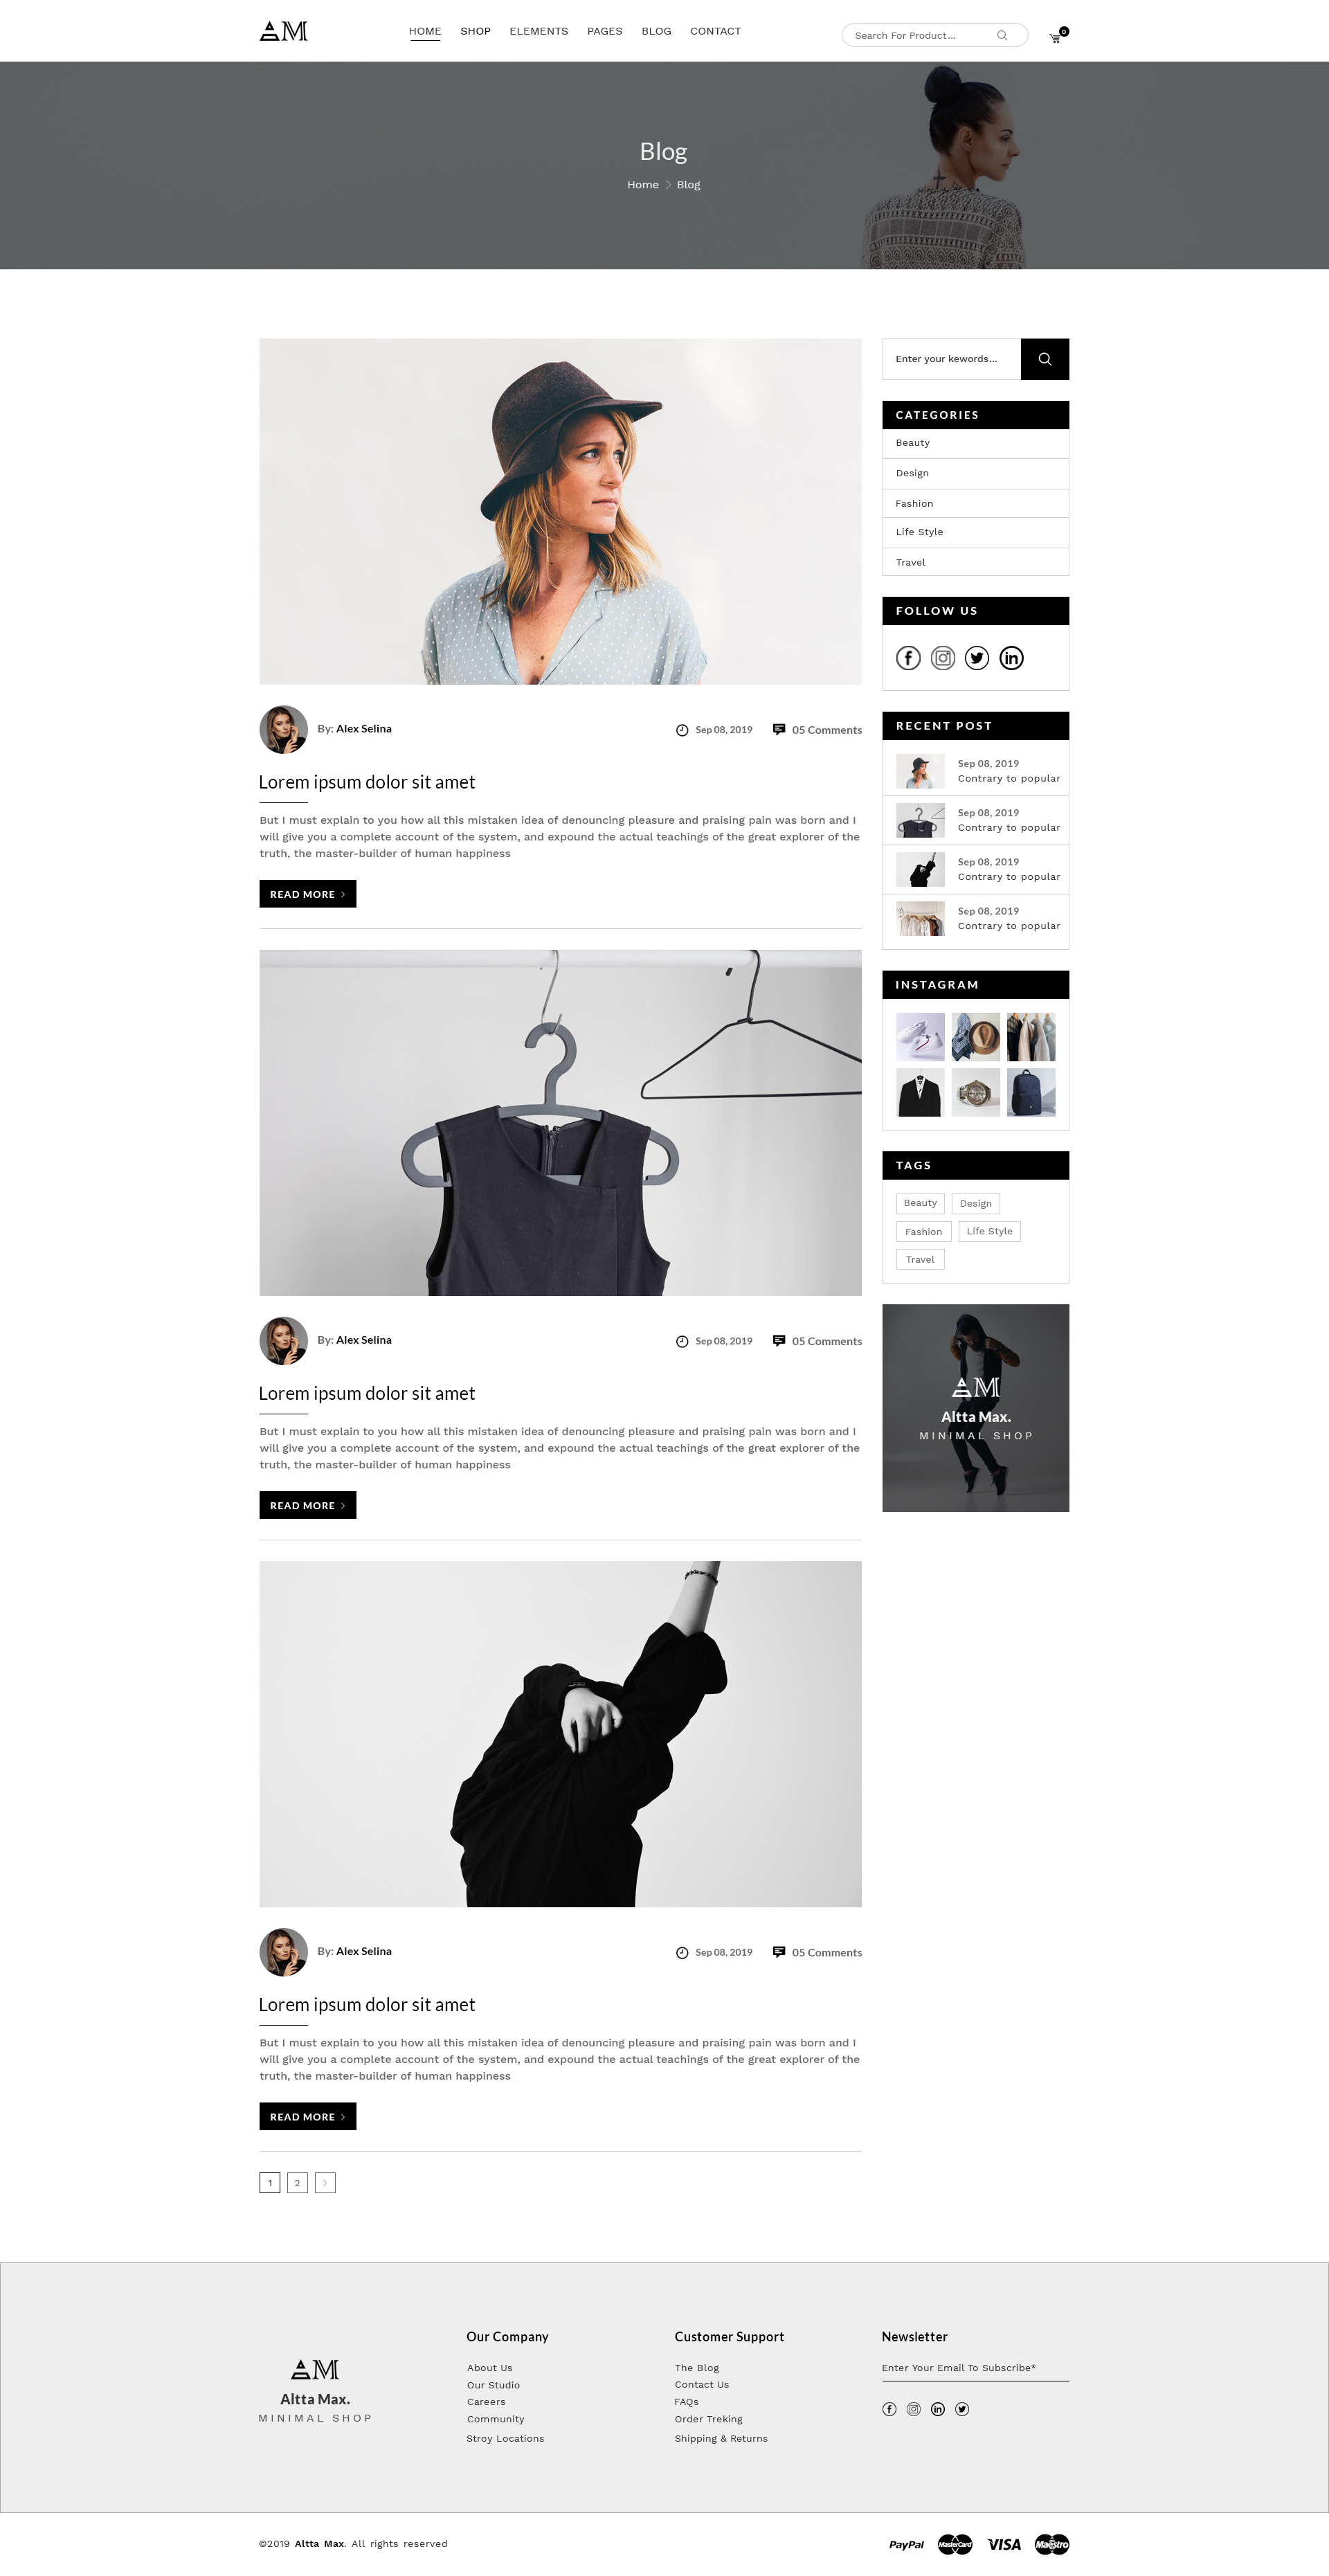 AM
HOME SHOP ELEMENTS PAGES BLOG CONTACT
Search For Product...
0
Blog
Home > Blog
By: Alex Selina
Sep 08, 2019
05 Comments
Lorem ipsum dolor sit amet
But I must explain to you how all this mistaken idea of denouncing pleasure and praising pain was born and I
will give you a complete account of the system, and expound the actual teachings of the great explorer of the
truth, the master-builder of human happiness
READ MORE >
By: Alex Selina
Sep 08, 2019
05 Comments
Lorem ipsum dolor sit amet
But I must explain to you how all this mistaken idea of denouncing pleasure and praising pain was born and I
will give you a complete account of the system, and expound the actual teachings of the great explorer of the
truth, the master-builder of human happiness
READ MORE >
By: Alex Selina
Sep 08, 2019
05 Comments
Lorem ipsum dolor sit amet
But I must explain to you how all this mistaken idea of denouncing pleasure and praising pain was born and I
will give you a complete account of the system, and expound the actual teachings of the great explorer of the
truth, the master-builder of human happiness
READ MORE >
1 2 >
Enter your kewords...
CATEGORIES
Beauty
Design
Fashion
Life Style
Travel
FOLLOW US
RECENT POST
Sep 08, 2019
Contrary to popular
Sep 08, 2019
Contrary to popular
Sep 08, 2019
Contrary to popular
Sep 08, 2019
Contrary to popular
INSTAGRAM
TAGS
Beauty
Design
Fashion
Life Style
Travel
AM
Altta Max.
MINIMAL SHOP
AM
Altta Max.
MINIMAL SHOP
Our Company
About Us
Our Studio
Careers
Community
Stroy Locations
Customer Support
The Blog
Contact Us
FAQs
Order Treking
Shipping & Returns
Newsletter
Enter Your Email To Subscribe*
©2019 Altta Max. All rights reserved
PayPal MasterCard VISA Maestro